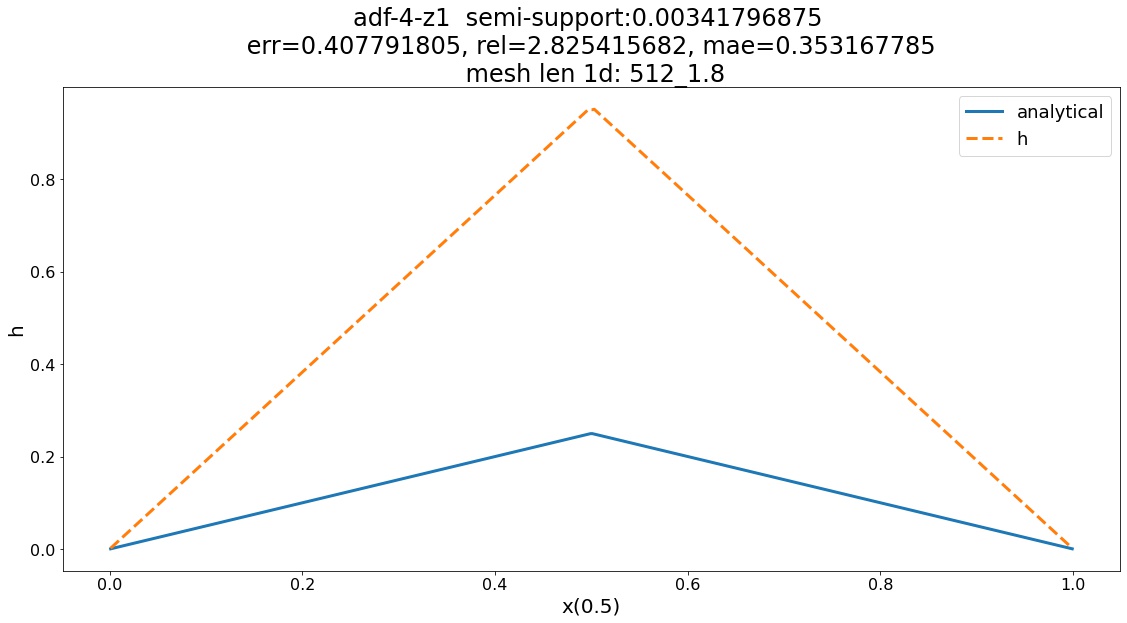 adf-4-z1  semi-support:0.00341796875
err=0.407791805, rel=2.825415682, mae=0.353167785
mesh len 1d: 512_1.8
analytical
h
0.8
0.6
h
0.4
0.2
0.0
0.0 0.2 0.4 0.6 0.8 1.0
x(0.5)